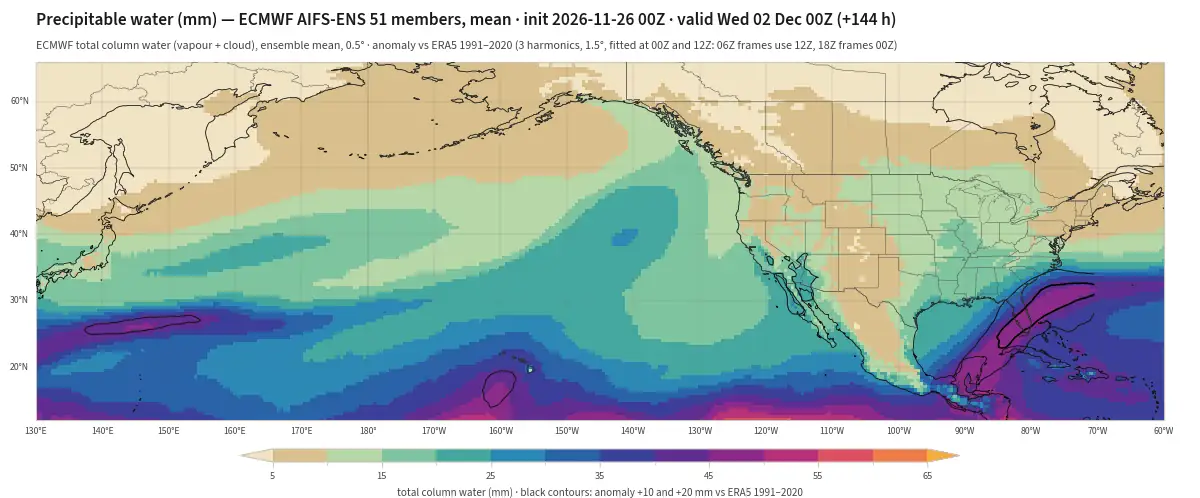 Precipitable water (mm) — ECMWF AIFS-ENS 51 members, mean · init 2026-11-26 00Z · valid Wed 02 Dec 00Z (+144 h)
ECMWF total column water (vapour + cloud), ensemble mean, 0.5° · anomaly vs ERA5 1991–2020 (3 harmonics, 1.5°, fitted at 00Z and 12Z: 06Z frames use 12Z, 18Z frames 00Z)
60°N
50°N
40°N
30°N
20°N
130°E 140°E 150°E 160°E 170°E 180° 170°W 160°W 150°W 140°W 130°W 120°W 110°W 100°W 90°W 80°W 70°W 60°W
5 15 25 35 45 55 65
total column water (mm) · black contours: anomaly +10 and +20 mm vs ERA5 1991–2020